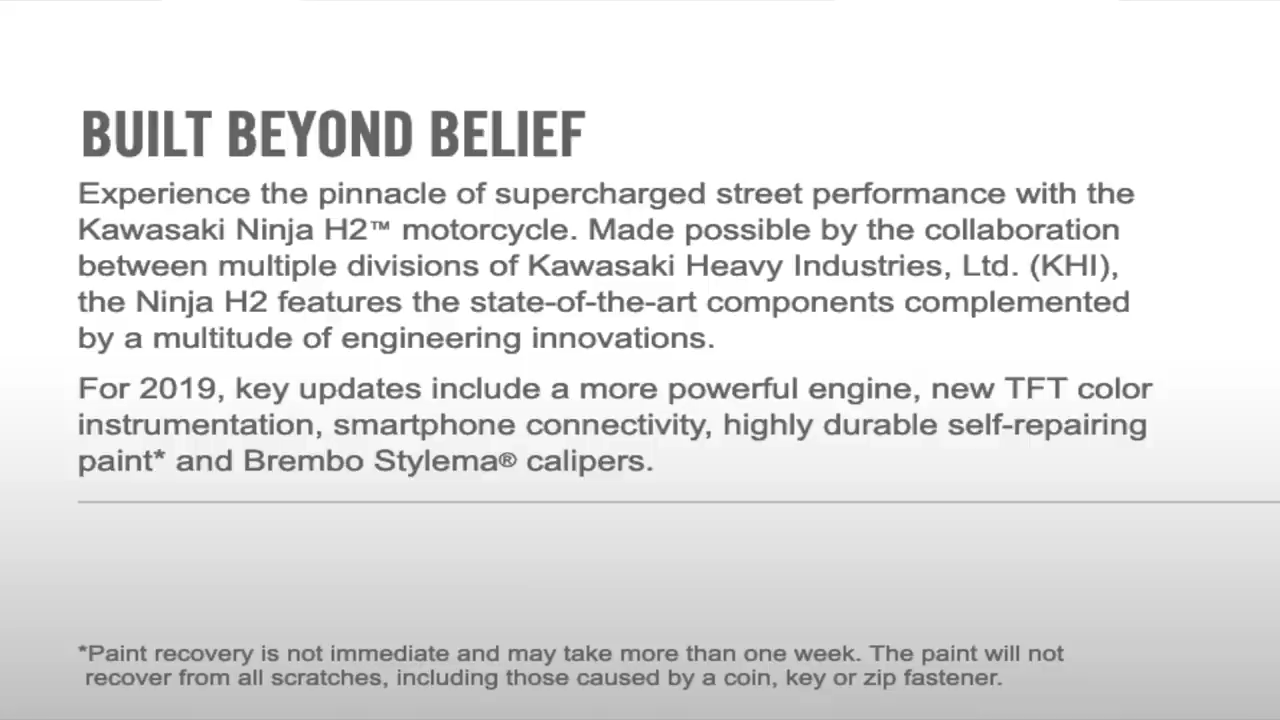 BUILT BEYOND BELIEF
Experience the pinnacle of supercharged street performance with the
Kawasaki Ninja H2™ motorcycle. Made possible by the collaboration
between multiple divisions of Kawasaki Heavy Industries, Ltd. (KHI),
the Ninja H2 features the state-of-the-art components complemented
by a multitude of engineering innovations.
For 2019, key updates include a more powerful engine, new TFT color
instrumentation, smartphone connectivity, highly durable self-repairing
paint* and Brembo Stylema® calipers.
*Paint recovery is not immediate and may take more than one week. The paint will not
recover from all scratches, including those caused by a coin, key or zip fastener.